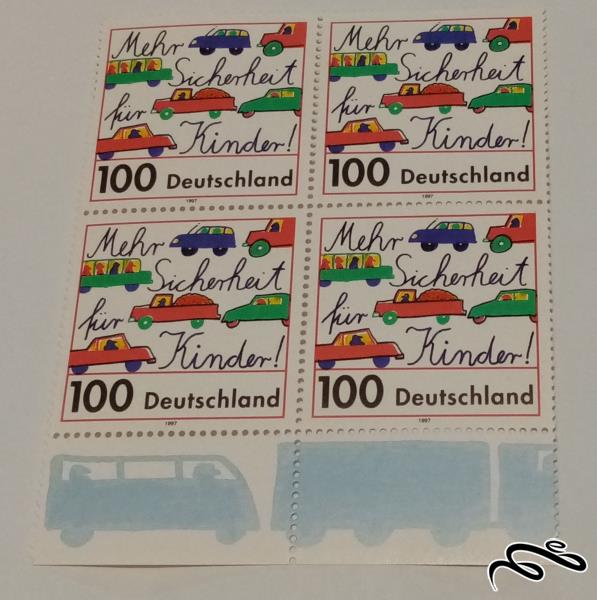 Mehr
Sicherheit
für
Kinder!
100 Deutschland
1997
Mehr
Sicherheit
für
Kinder!
100 Deutschland
1997
Mehr
Sicherheit
für
Kinder!
100 Deutschland
1997
Mehr
Sicherheit
für
Kinder!
100 Deutschland
1997